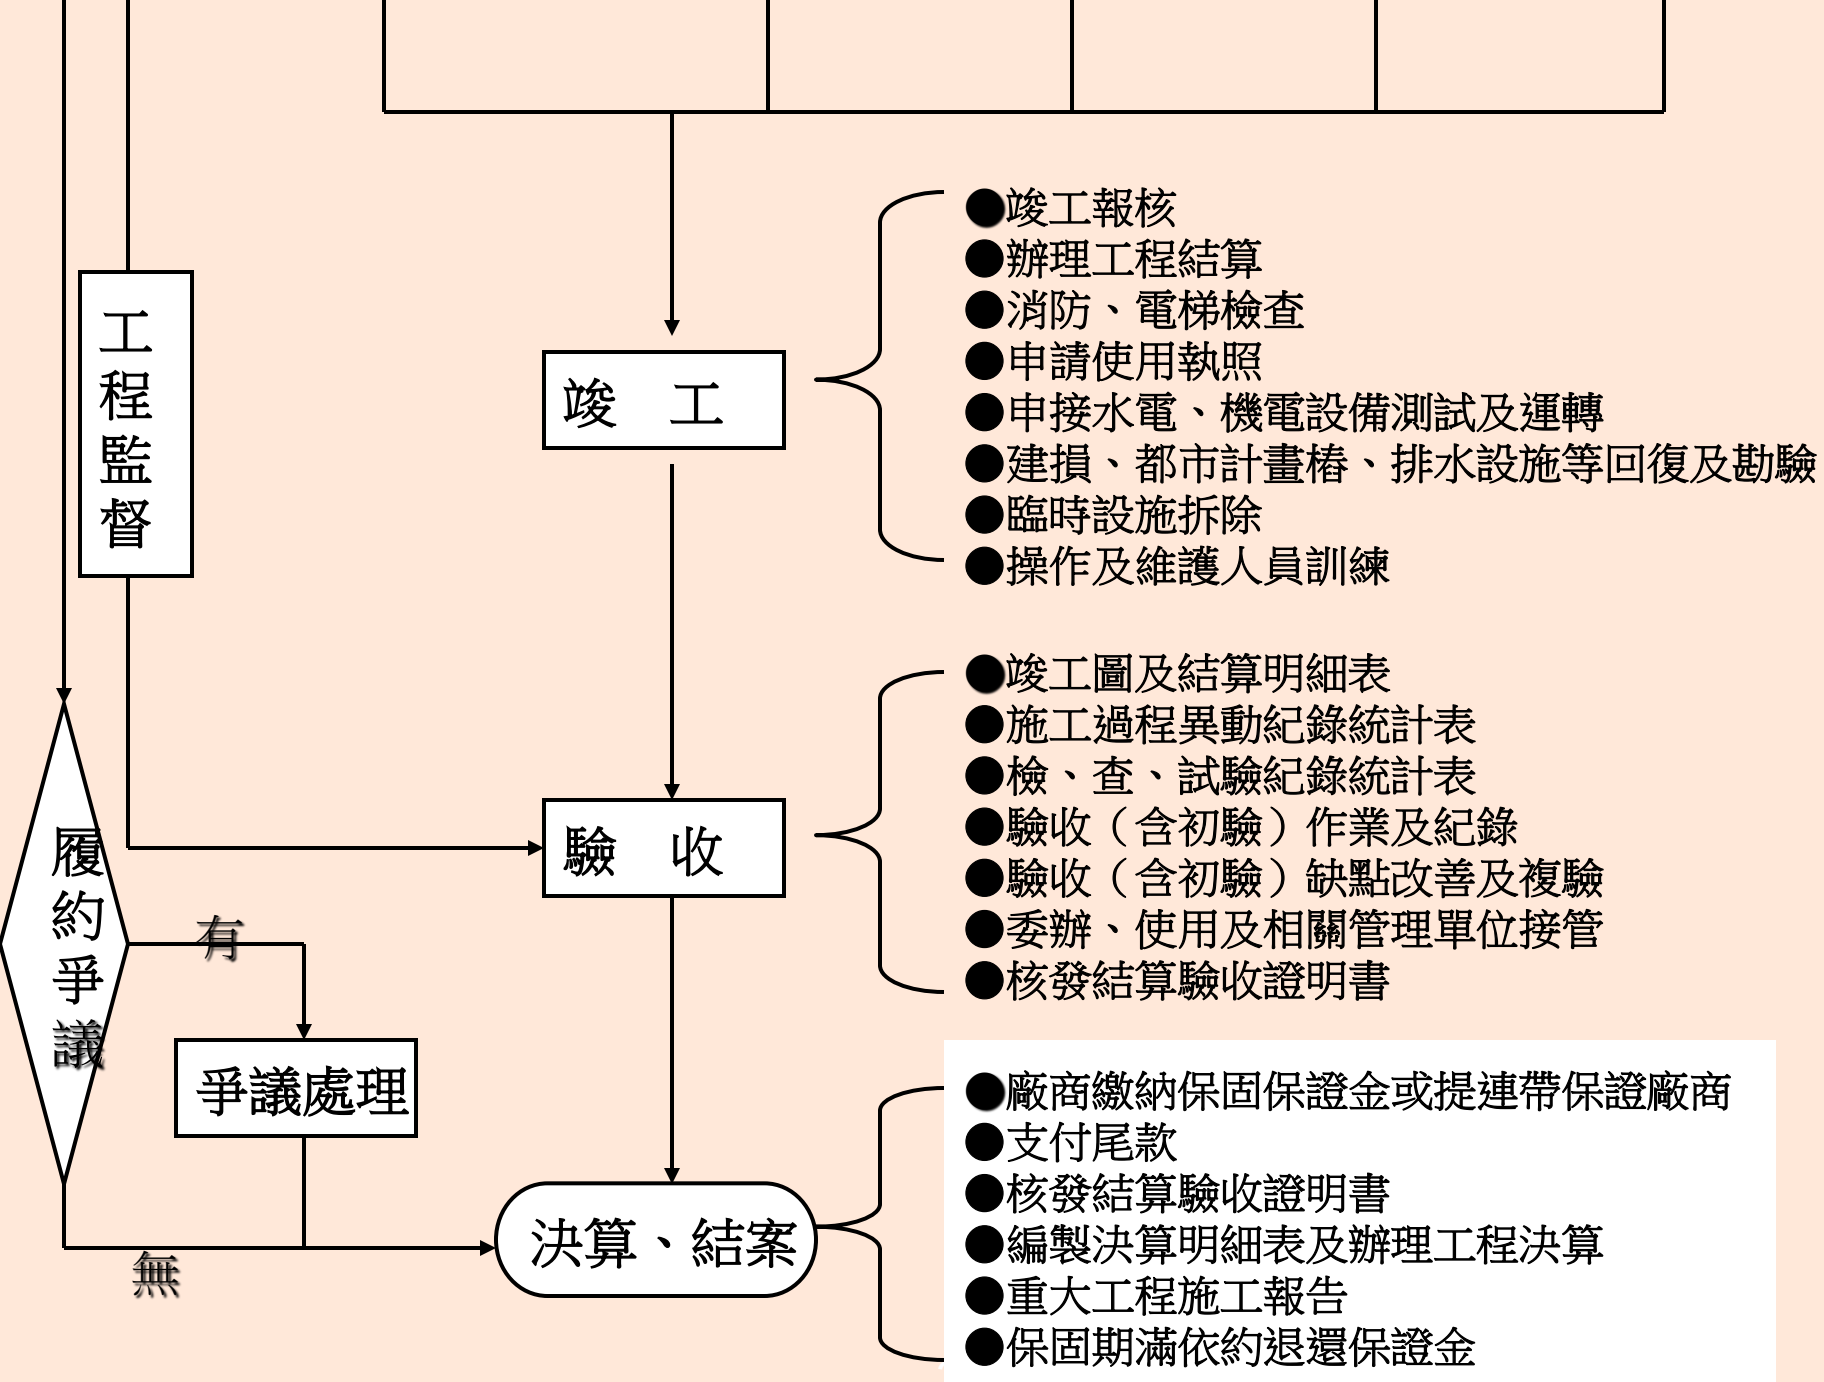 工
程
監
督
竣　工
●竣工報核
●辦理工程結算
●消防、電梯檢查
●申請使用執照
●申接水電、機電設備測試及運轉
●建損、都市計畫樁、排水設施等回復及勘驗
●臨時設施拆除
●操作及維護人員訓練
驗　收
●竣工圖及結算明細表
●施工過程異動紀錄統計表
●檢、查、試驗紀錄統計表
●驗收（含初驗）作業及紀錄
●驗收（含初驗）缺點改善及複驗
●委辦、使用及相關管理單位接管
●核發結算驗收證明書
履
約
爭
議
有
爭議處理
無
決算、結案
●廠商繳納保固保證金或提連帶保證廠商
●支付尾款
●核發結算驗收證明書
●編製決算明細表及辦理工程決算
●重大工程施工報告
●保固期滿依約退還保證金